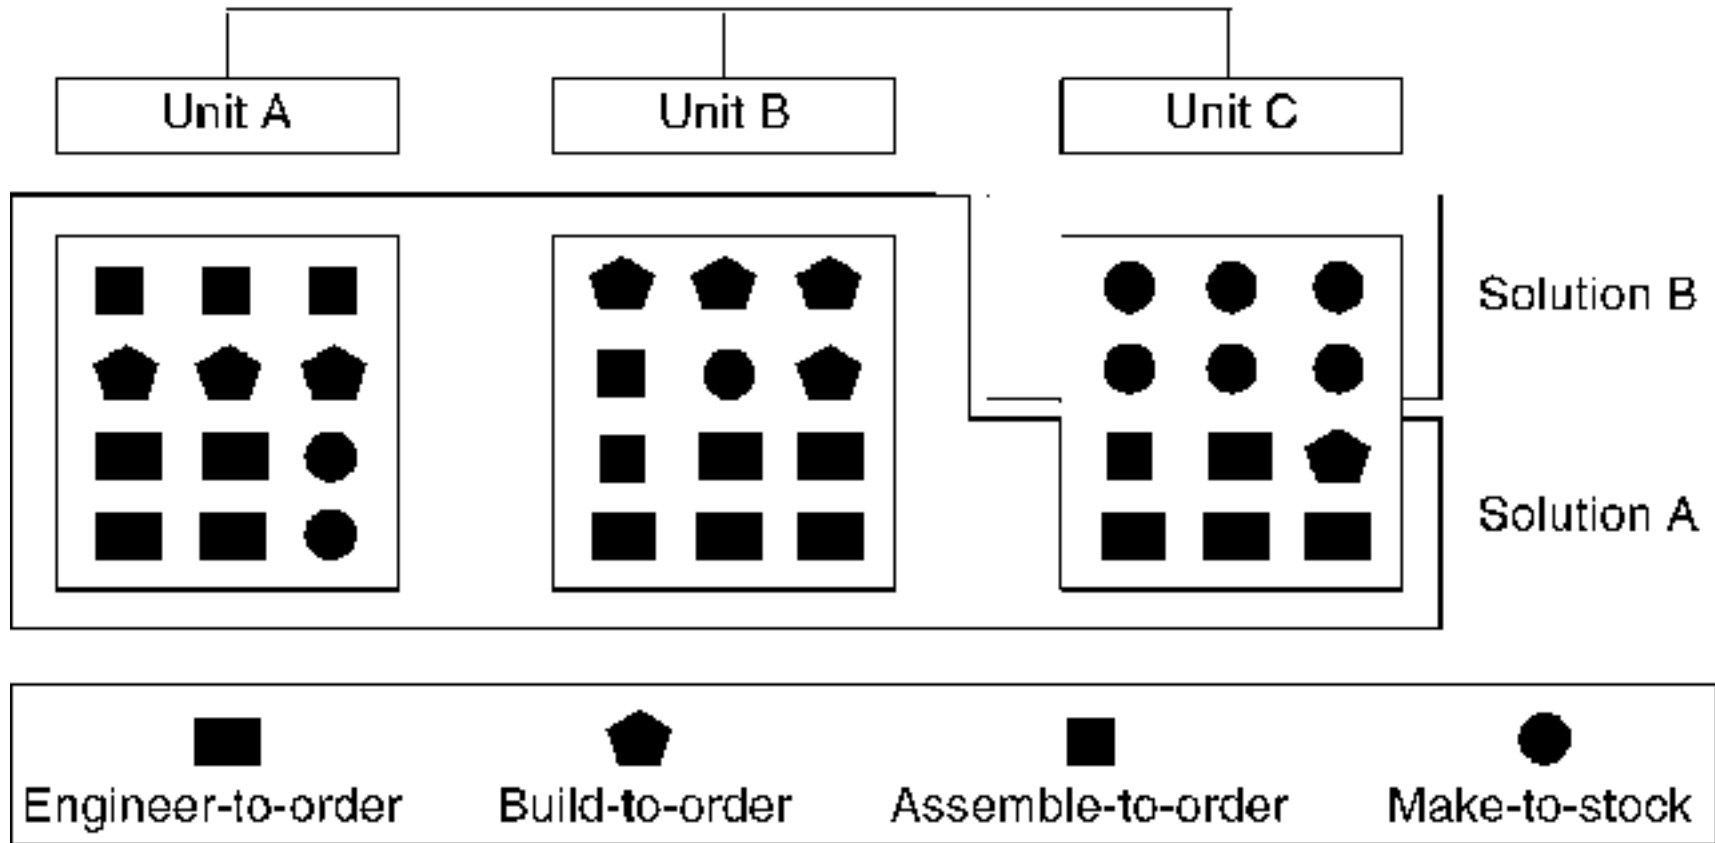 Unit A
Unit B
Unit C
Solution B
Solution A
Engineer-to-order
Build-to-order
Assemble-to-order
Make-to-stock